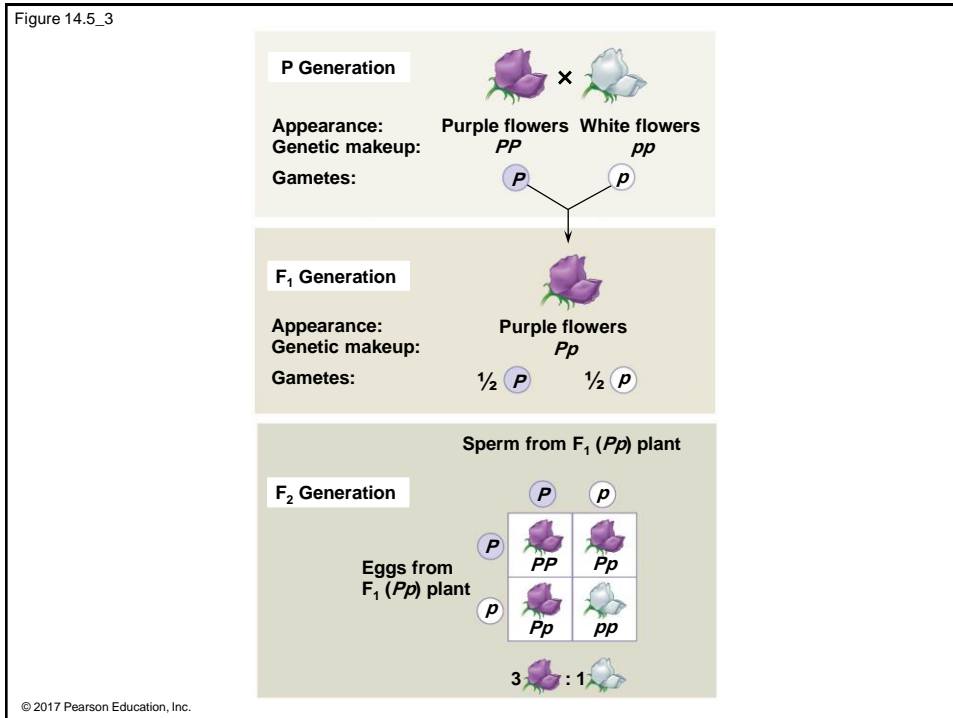 Figure 14.5_3
P Generation
×
Appearance: Purple flowers White flowers
Genetic makeup: PP pp
Gametes: P p
F₁ Generation
Appearance: Purple flowers
Genetic makeup: Pp
Gametes: ½ P ½ p
Sperm from F₁ (Pp) plant
F₂ Generation P p
P
PP Pp
Eggs from
F₁ (Pp) plant
p
Pp pp
3 : 1
© 2017 Pearson Education, Inc.